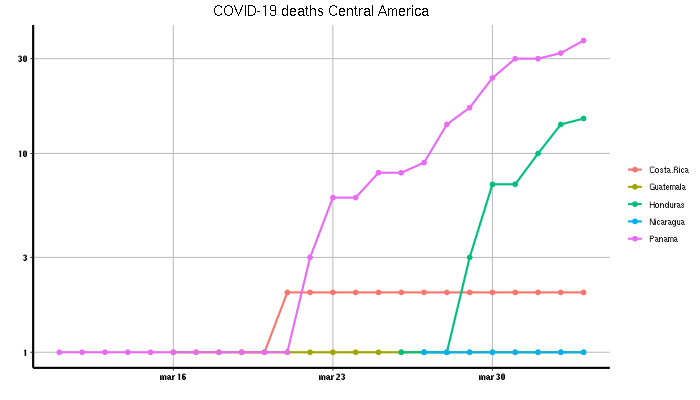 COVID-19 deaths Central America
30
10
3
1
mar 16
mar 23
mar 30
Costa.Rica
Guatemala
Honduras
Nicaragua
Panama